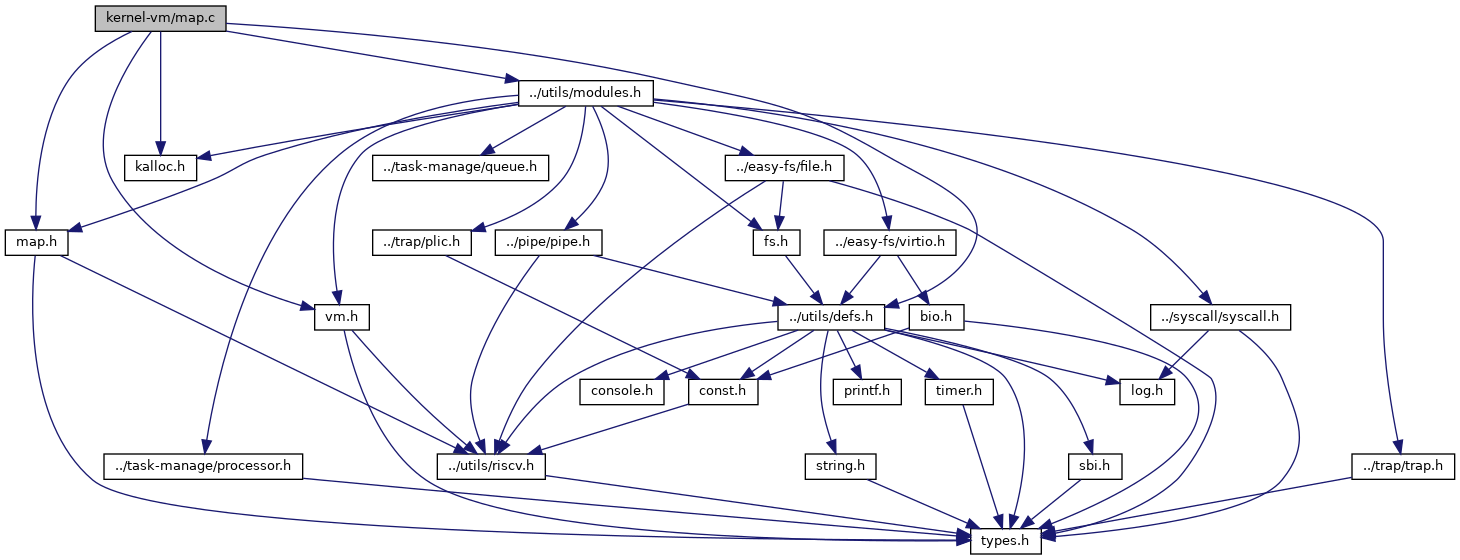 kernel-vm/map.c
../utils/modules.h
kalloc.h
../task-manage/queue.h
../easy-fs/file.h
map.h
../trap/plic.h
../pipe/pipe.h
fs.h
../easy-fs/virtio.h
vm.h
../utils/defs.h
bio.h
../syscall/syscall.h
console.h
const.h
printf.h
timer.h
log.h
../task-manage/processor.h
../utils/riscv.h
string.h
sbi.h
../trap/trap.h
types.h